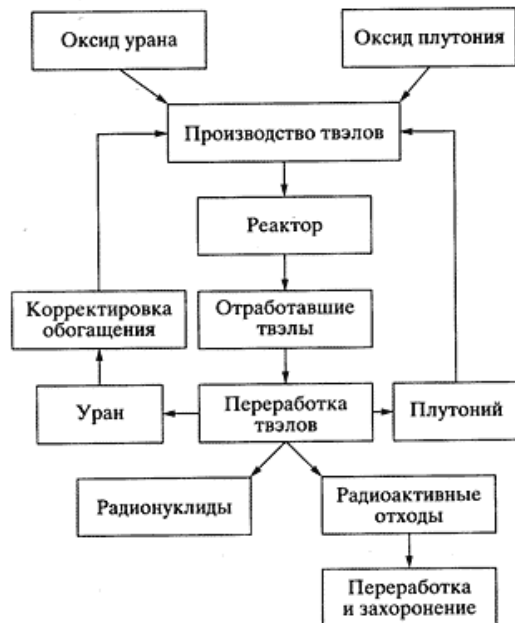 Оксид урана
Оксид плутония
Производство твэлов
Реактор
Корректировка
обогащения
Отработавшие
твэлы
Уран
Переработка
твэлов
Плутоний
Радионуклиды
Радиоактивные
отходы
Переработка
и захоронение